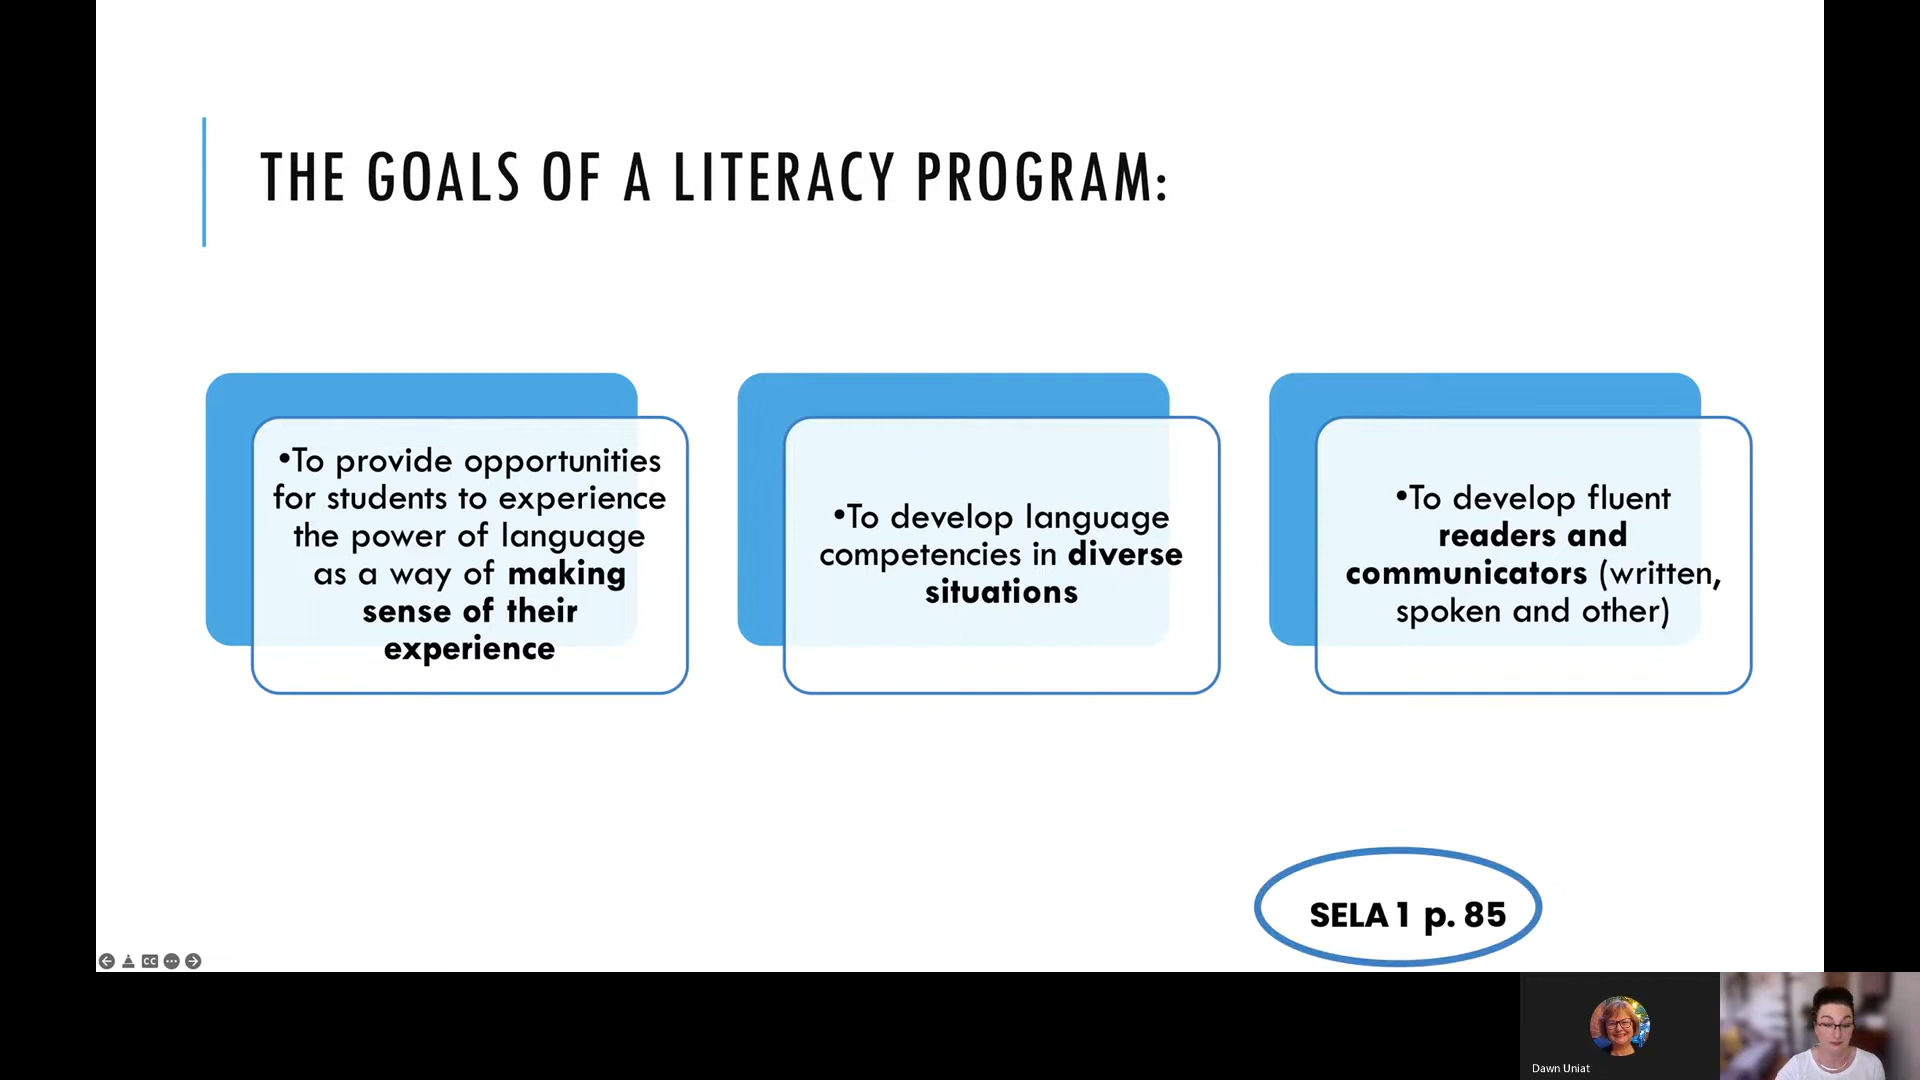 THE GOALS OF A LITERACY PROGRAM:
•To provide opportunities
for students to experience
the power of language
as a way of making
sense of their
experience
•To develop language
competencies in diverse
situations
•To develop fluent
readers and
communicators (written,
spoken and other)
SELA 1 p. 85
CC
Dawn Uniat